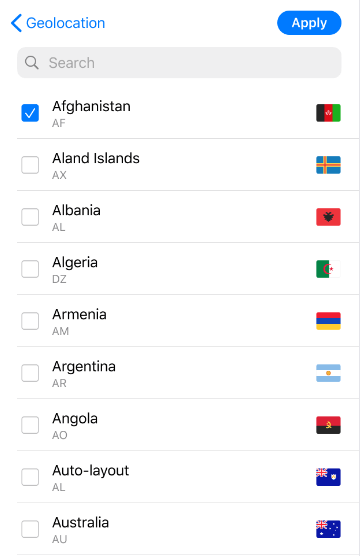 Geolocation
Apply
Search
Afghanistan
AF
Aland Islands
AX
Albania
AL
Algeria
DZ
Armenia
AM
Argentina
AR
Angola
AO
Auto-layout
AL
Australia
AU